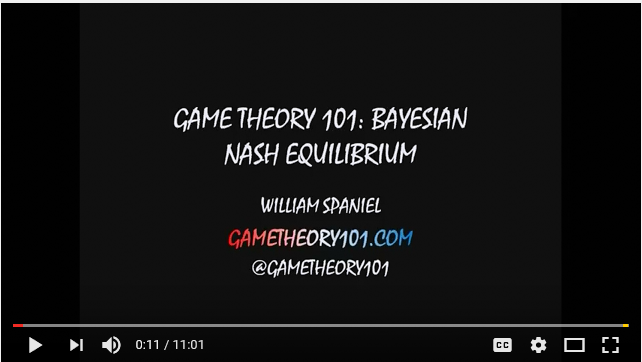 GAME THEORY 101: BAYESIAN
NASH EQUILIBRIUM
WILLIAM SPANIEL
GAMETHEORY101.COM
@GAMETHEORY101
0:11 / 11:01
CC